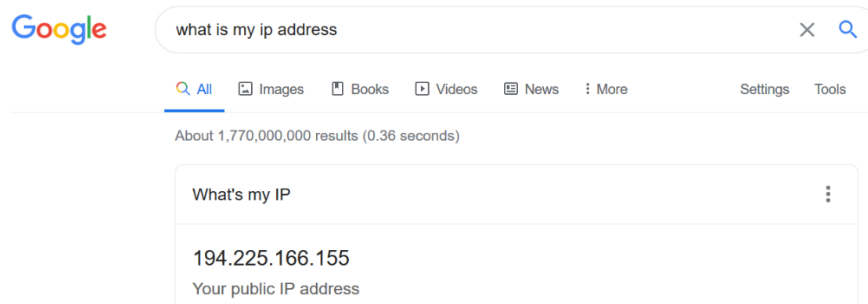 Google what is my ip address
All Images Books Videos News More Settings Tools
About 1,770,000,000 results (0.36 seconds)
What's my IP
194.225.166.155
Your public IP address